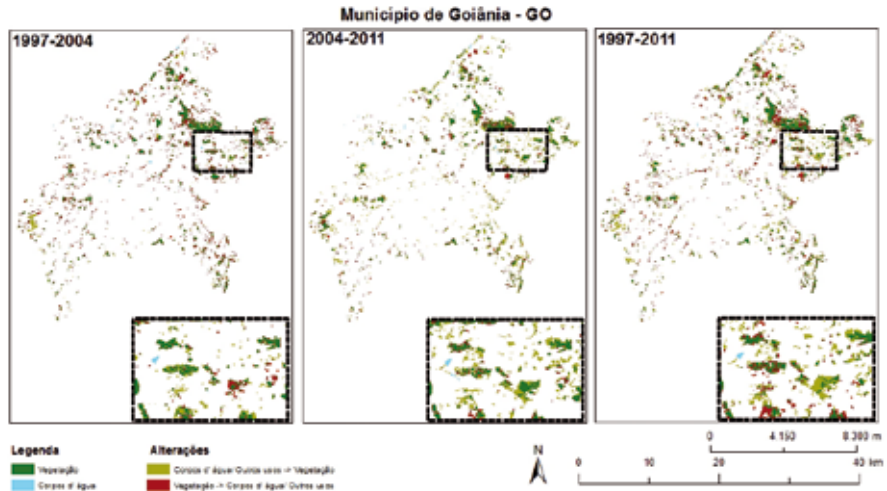 Município de Goiânia - GO
1997-2004
2004-2011
1997-2011
Legenda
Vegetação
Corpos d' água
Alterações
Corpos d' água/ Outros usos -> Vegetação
Vegetação -> Corpos d' água/ Outros usos
N
0 4.150 8.300 m
0 10 20 40 km